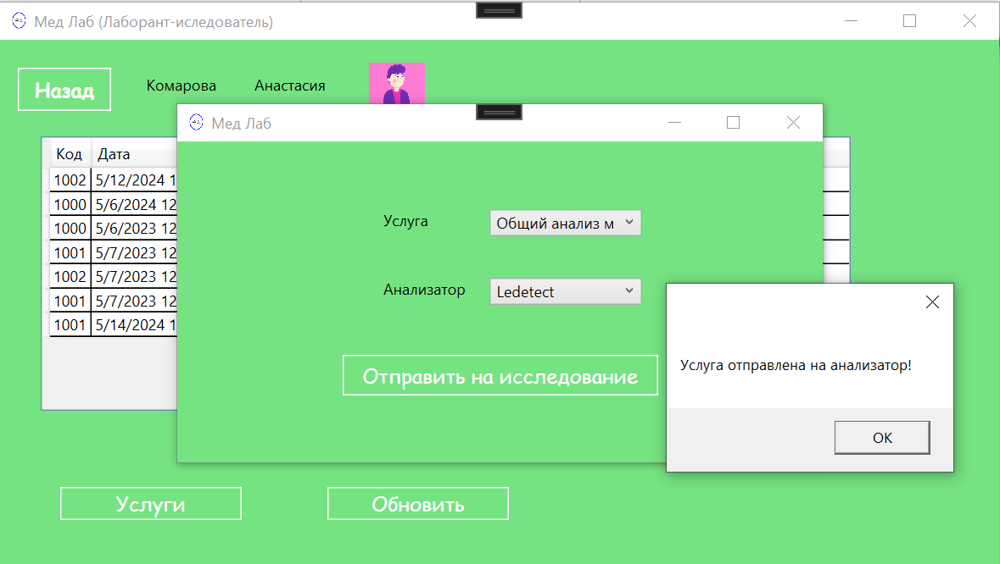 Мед Лаб (Лаборант-иследователь)
Назад
Комарова Анастасия
Мед Лаб
Код Дата
1002 5/12/2024 1
1000 5/6/2024 12
1000 5/6/2023 12
1001 5/7/2023 12
1002 5/7/2023 12
1001 5/7/2023 12
1001 5/14/2024 1
Услуга Общий анализ м
Анализатор Ledetect
Отправить на исследование
Услуга отправлена на анализатор!
OK
Услуги Обновить